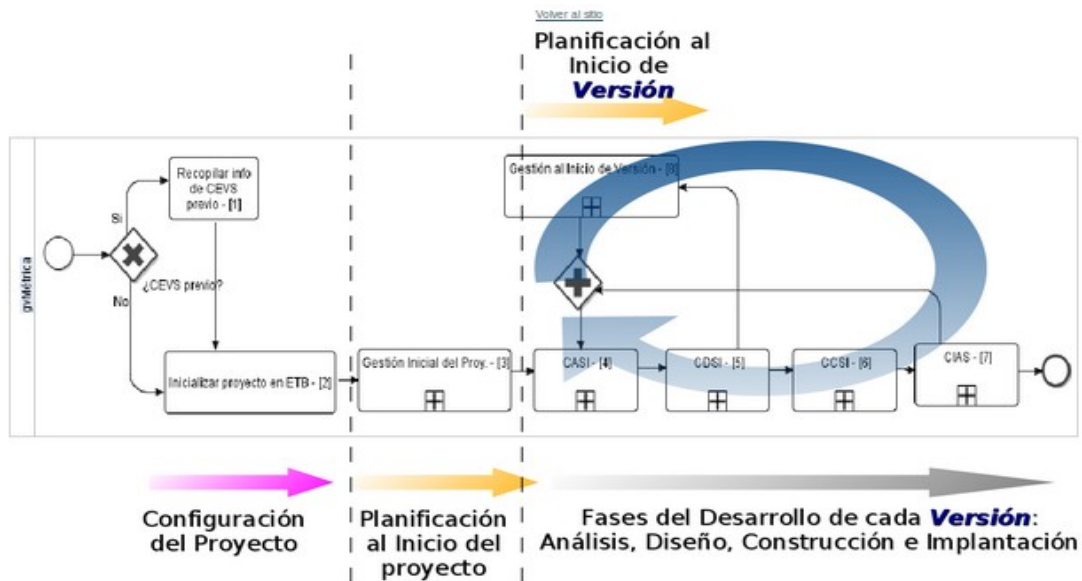 Volver al sitio
Planificación al
Inicio de
Versión
gvMétrica
Recopilar info
de CEVS
previo - [1]
Si
¿CEVS previo?
No
Inicializar proyecto en ETB - [2]
Gestión Inicial del Proy. - [3]
Gestión al Inicio de Versión - [8]
CASI - [4]
CDSI - [5]
CCSI - [6]
CIAS - [7]
Configuración
del Proyecto
Planificación
al Inicio del
proyecto
Fases del Desarrollo de cada Versión:
Análisis, Diseño, Construcción e Implantación